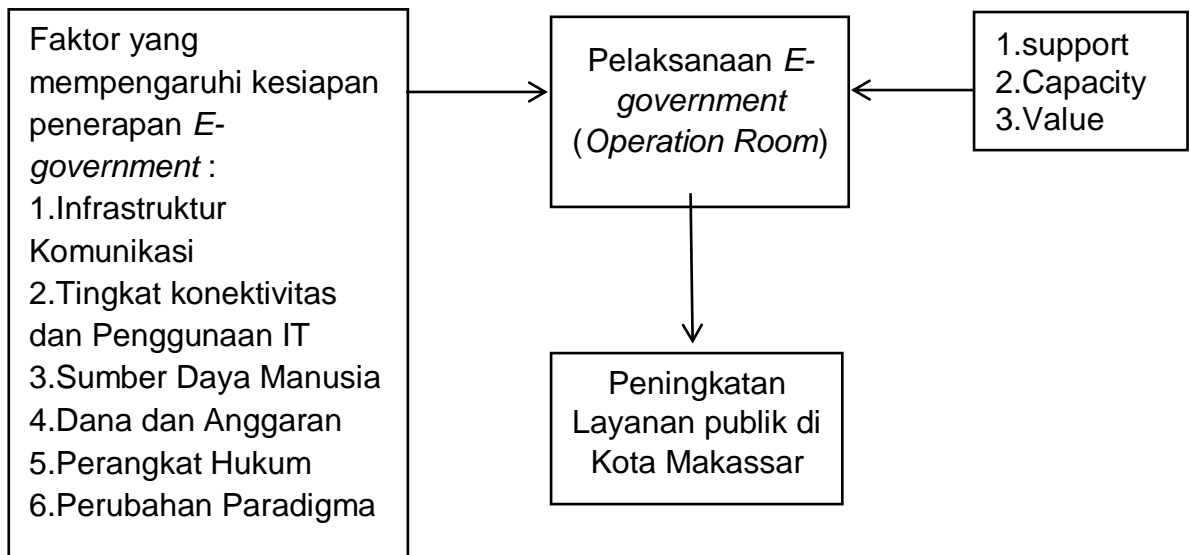 Faktor yang
mempengaruhi kesiapan
penerapan E-
government :
1.Infrastruktur
Komunikasi
2.Tingkat konektivitas
dan Penggunaan IT
3.Sumber Daya Manusia
4.Dana dan Anggaran
5.Perangkat Hukum
6.Perubahan Paradigma
Pelaksanaan E-
government
(Operation Room)
1.support
2.Capacity
3.Value
Peningkatan
Layanan publik di
Kota Makassar